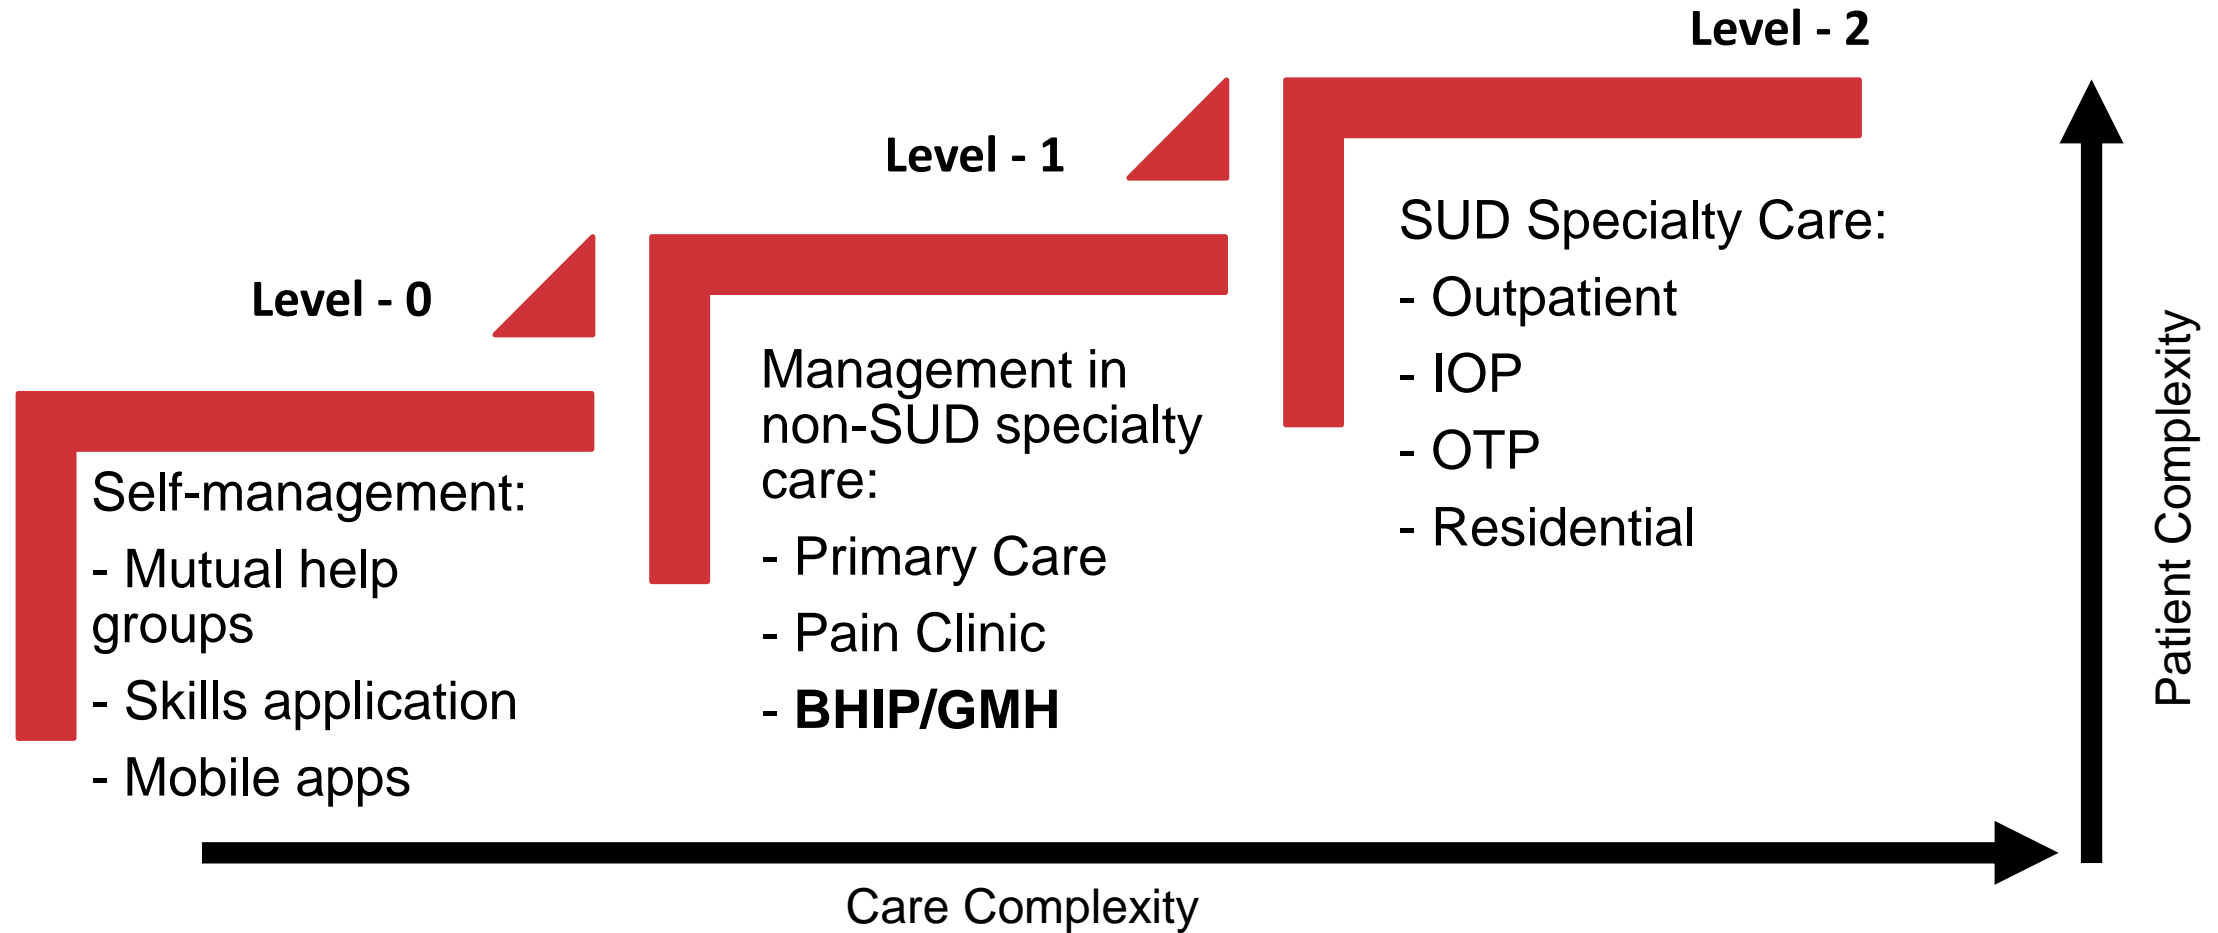 Level - 0
Self-management:
- Mutual help
groups
- Skills application
- Mobile apps
Level - 1
Management in
non-SUD specialty
care:
- Primary Care
- Pain Clinic
- BHIP/GMH
Level - 2
SUD Specialty Care:
- Outpatient
- IOP
- OTP
- Residential
Care Complexity
Patient Complexity